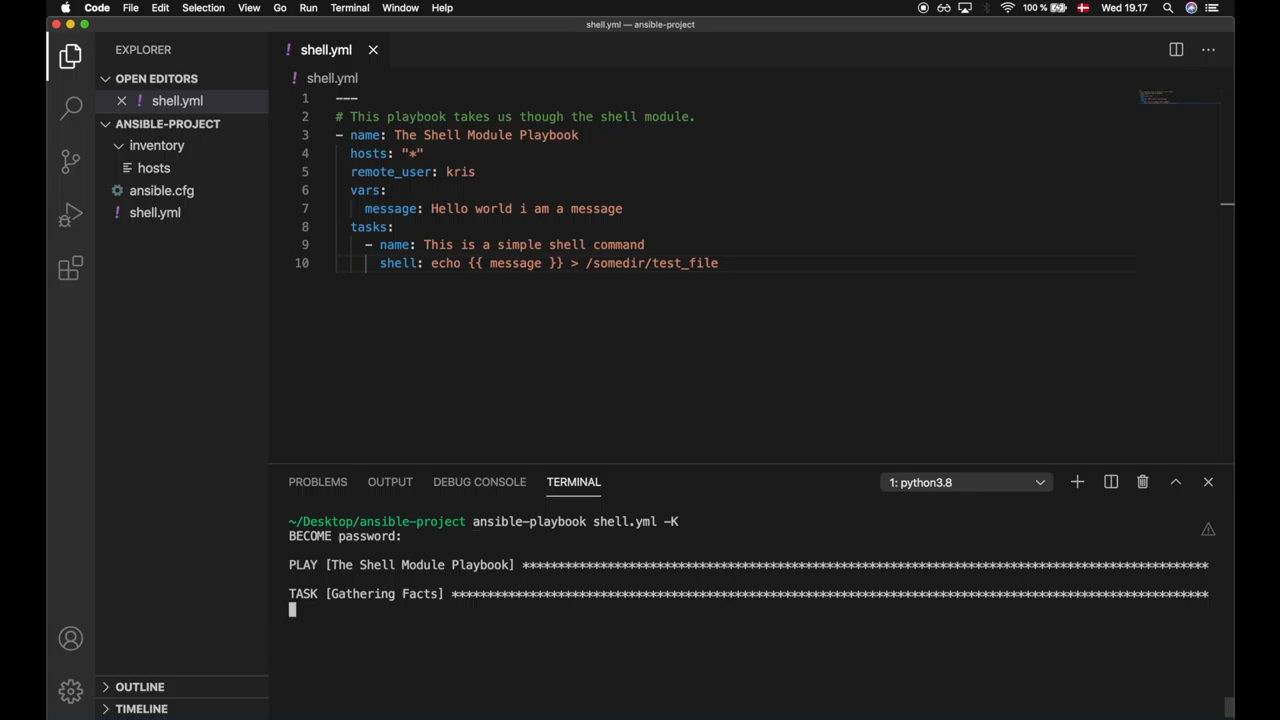 Code File Edit Selection View Go Run Terminal Window Help 100 % Wed 19.17
shell.yml — ansible-project
EXPLORER
OPEN EDITORS
! shell.yml
ANSIBLE-PROJECT
inventory
hosts
ansible.cfg
! shell.yml
OUTLINE
TIMELINE
! shell.yml
! shell.yml
1 ---
2 # This playbook takes us though the shell module.
3 - name: The Shell Module Playbook
4 hosts: "*"
5 remote_user: kris
6 vars:
7 message: Hello world i am a message
8 tasks:
9 - name: This is a simple shell command
10 shell: echo {{ message }} > /somedir/test_file
PROBLEMS OUTPUT DEBUG CONSOLE TERMINAL 1: python3.8
~/Desktop/ansible-project ansible-playbook shell.yml -K
BECOME password:
PLAY [The Shell Module Playbook] *********************************************************************************************
TASK [Gathering Facts] ******************************************************************************************************